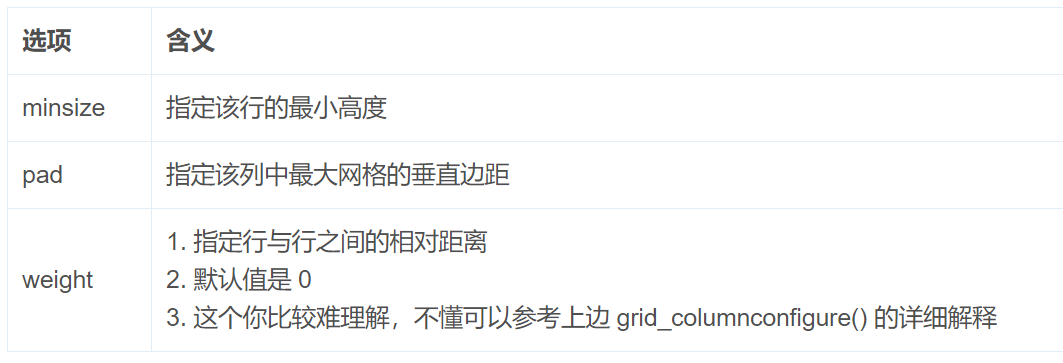 选项 含义
minsize 指定该行的最小高度
pad 指定该列中最大网格的垂直边距
1. 指定行与行之间的相对距离
weight 2. 默认值是 0
3. 这个你比较难理解，不懂可以参考上边 grid_columnconfigure() 的详细解释